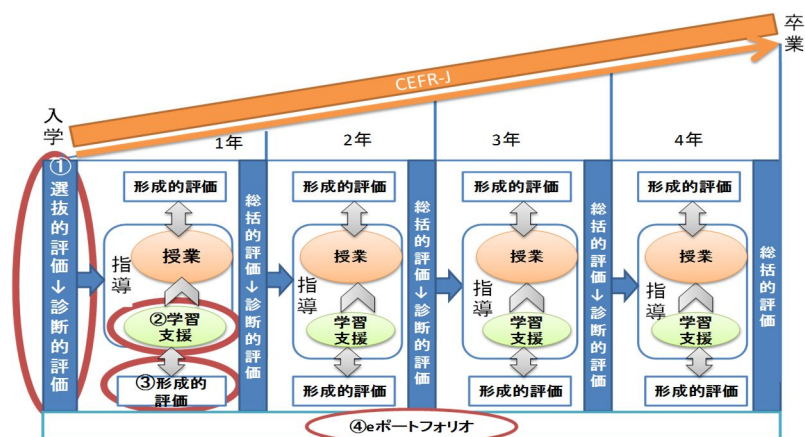 卒業
CEFR-J
入学
1年
2年
3年
4年
①選抜的評価↓診断的評価
形成的評価
授業
指導
②学習
支援
③形成的
評価
総括的評価↓診断的評価
形成的評価
授業
指導
学習
支援
形成的評価
総括的評価↓診断的評価
形成的評価
授業
指導
学習
支援
形成的評価
総括的評価↓診断的評価
形成的評価
授業
指導
学習
支援
形成的評価
総括的評価
④eポートフォリオ